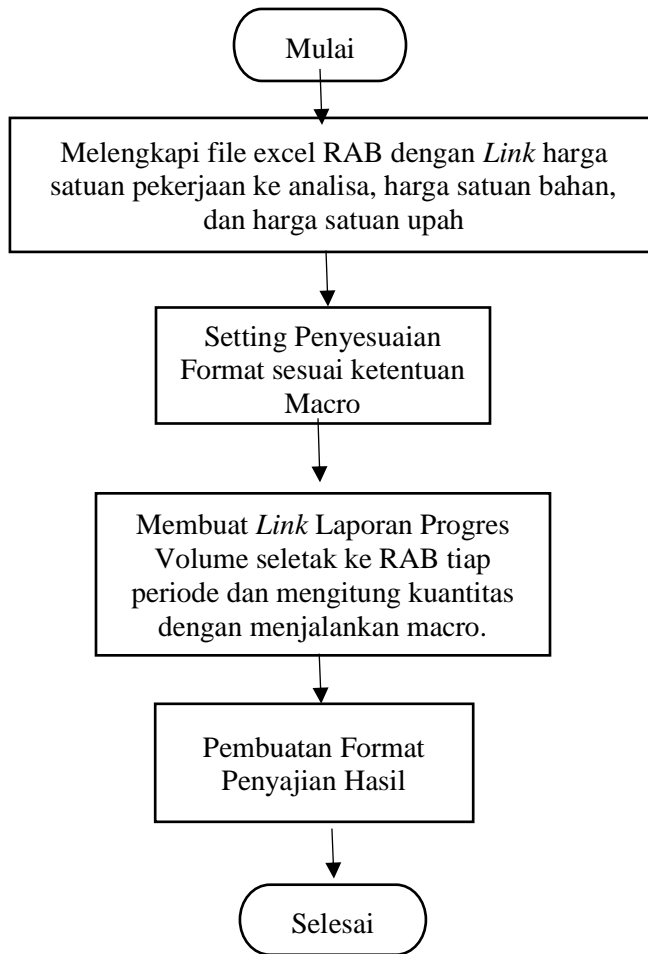 Mulai
Melengkapi file excel RAB dengan Link harga
satuan pekerjaan ke analisa, harga satuan bahan,
dan harga satuan upah
Setting Penyesuaian
Format sesuai ketentuan
Macro
Membuat Link Laporan Progres
Volume seletak ke RAB tiap
periode dan mengitung kuantitas
dengan menjalankan macro.
Pembuatan Format
Penyajian Hasil
Selesai